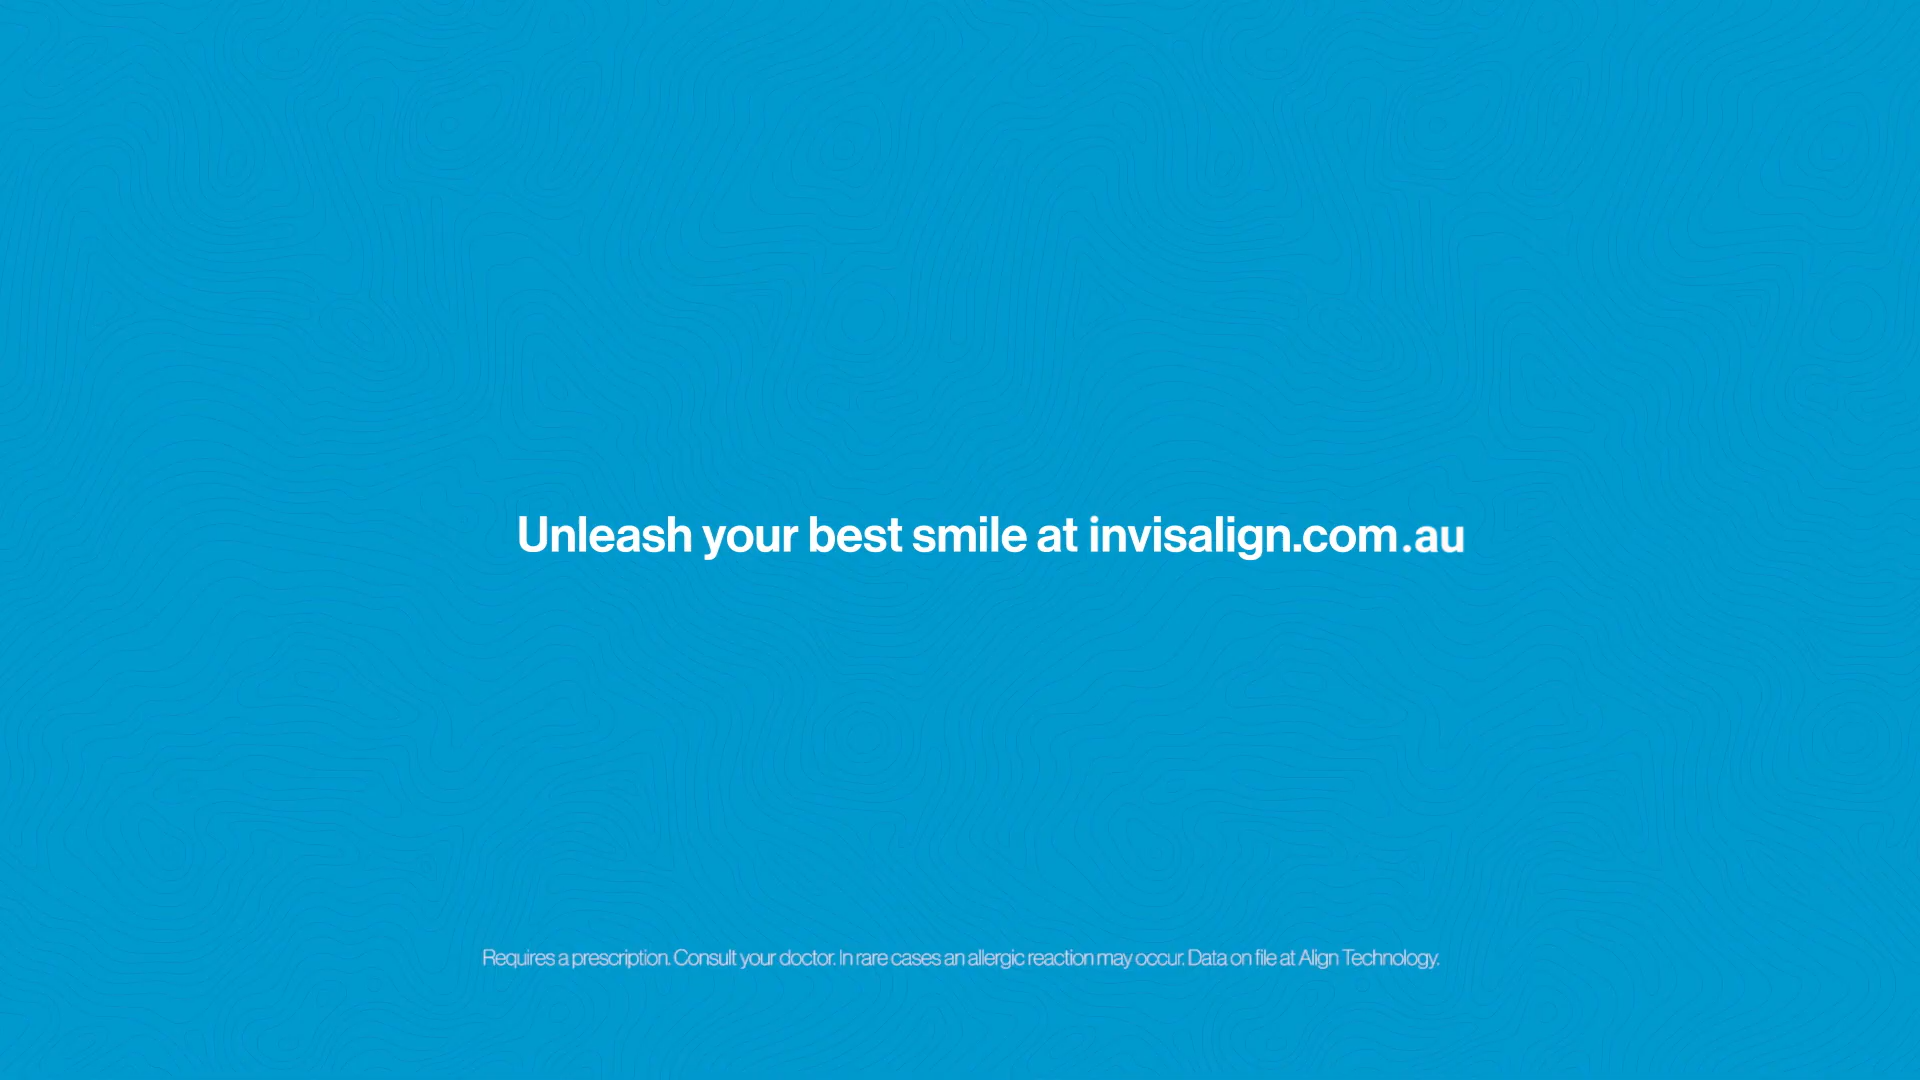 Unleash your best smile at invisalign.com.au
Requires a prescription. Consult your doctor. In rare cases an allergic reaction may occur. Data on file at Align Technology.